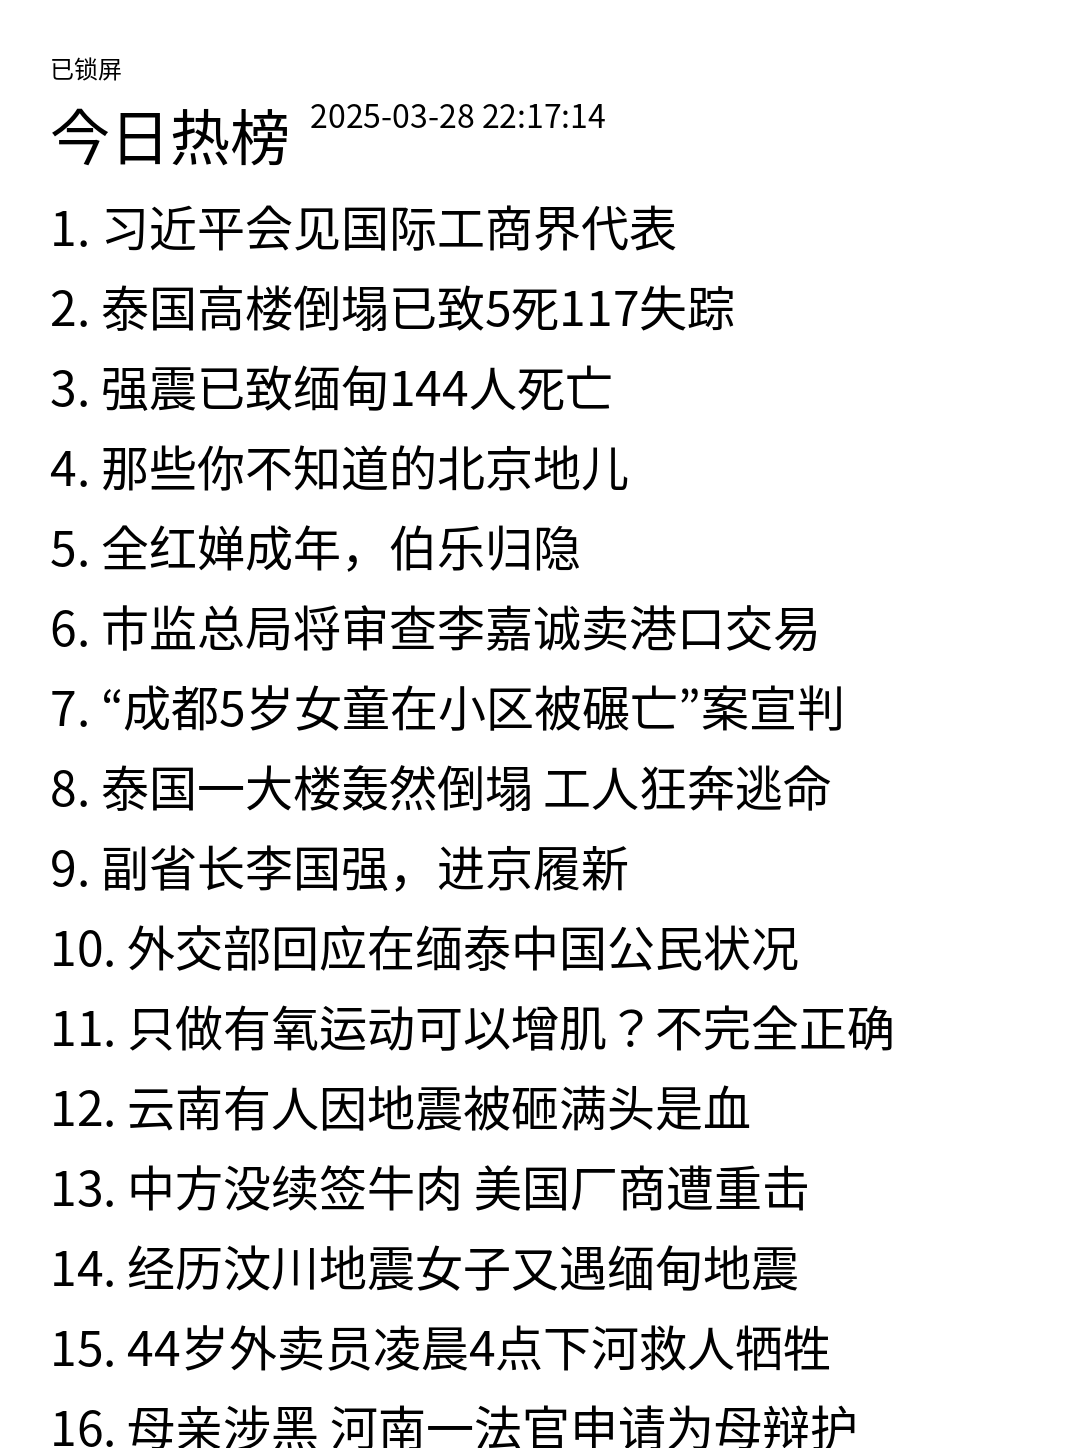 已锁屏
今日热榜 2025-03-28 22:17:14
1. 习近平会见国际工商界代表
2. 泰国高楼倒塌已致5死117失踪
3. 强震已致缅甸144人死亡
4. 那些你不知道的北京地儿
5. 全红婵成年，伯乐归隐
6. 市监总局将审查李嘉诚卖港口交易
7. “成都5岁女童在小区被碾亡”案宣判
8. 泰国一大楼轰然倒塌 工人狂奔逃命
9. 副省长李国强，进京履新
10. 外交部回应在缅泰中国公民状况
11. 只做有氧运动可以增肌？不完全正确
12. 云南有人因地震被砸满头是血
13. 中方没续签牛肉 美国厂商遭重击
14. 经历汶川地震女子又遇缅甸地震
15. 44岁外卖员凌晨4点下河救人牺牲
16. 母亲涉黑 河南一法官申请为母辩护